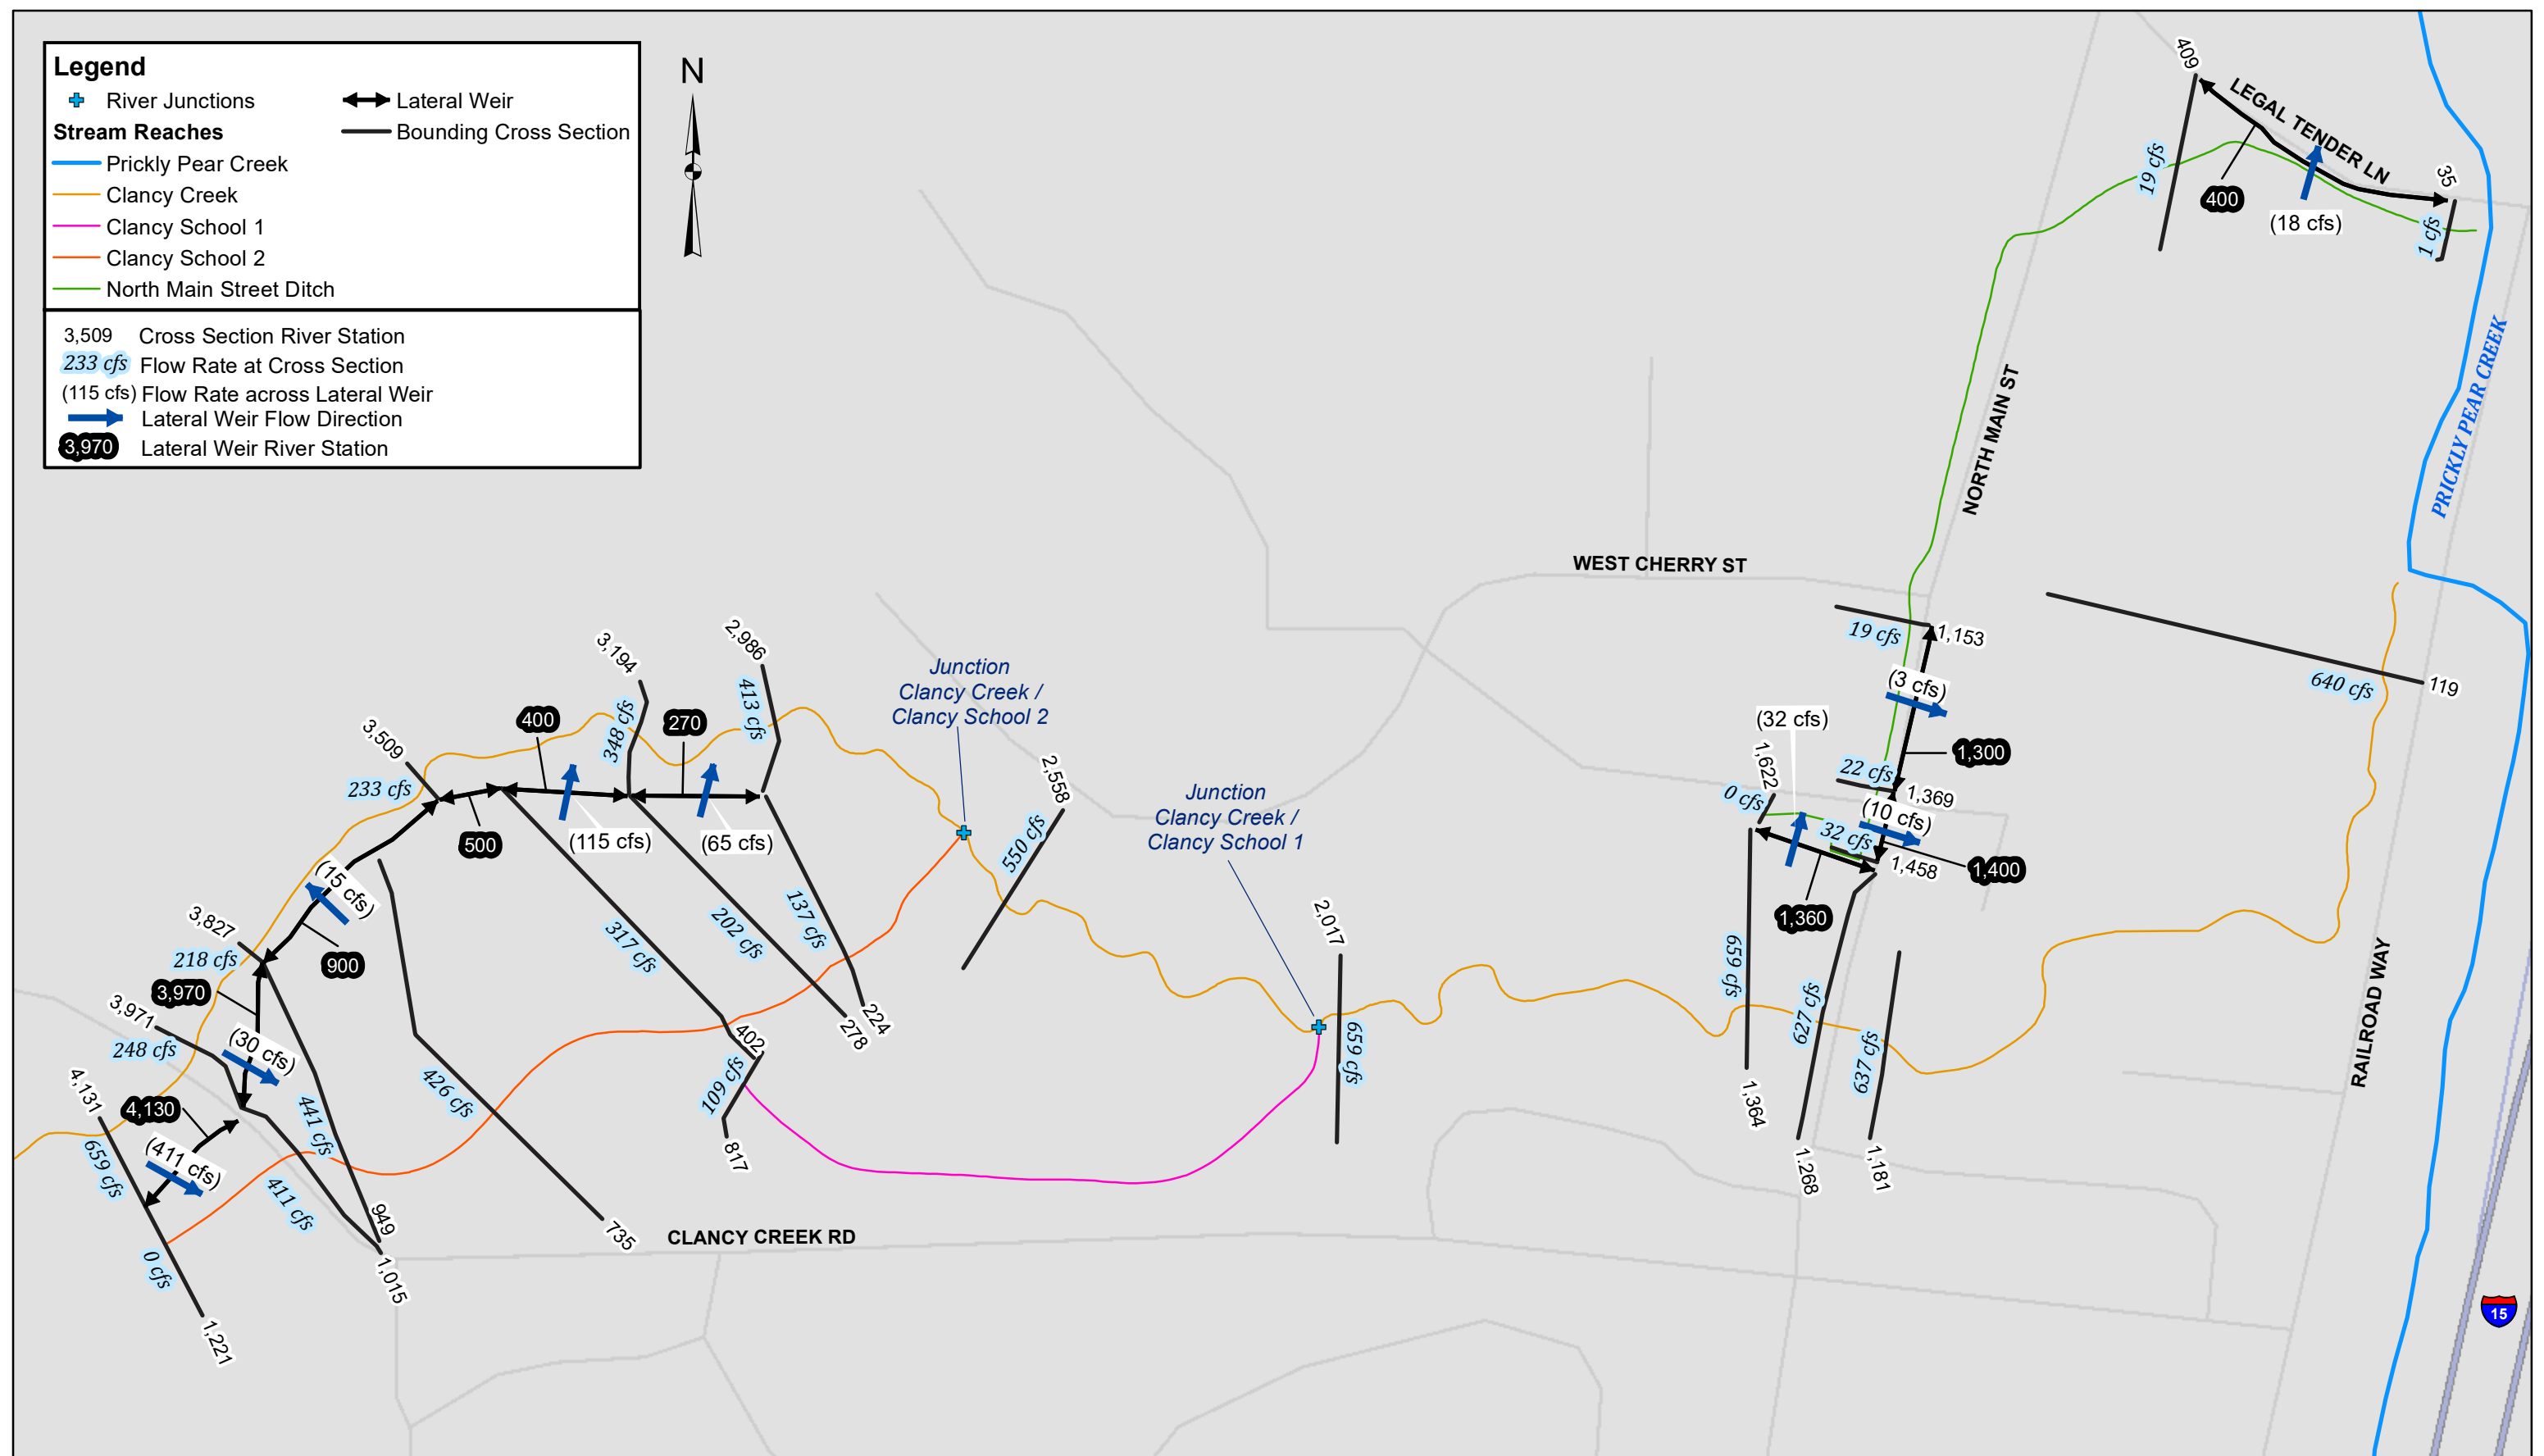 Legend
River Junctions
Lateral Weir
Stream Reaches
Bounding Cross Section
Prickly Pear Creek
Clancy Creek
Clancy School 1
Clancy School 2
North Main Street Ditch
3,509 Cross Section River Station
233 cfs Flow Rate at Cross Section
(115 cfs) Flow Rate across Lateral Weir
Lateral Weir Flow Direction
3,970 Lateral Weir River Station
N
409
LEGAL TENDER LN
19 cfs
400
(18 cfs)
35
1 cfs
PRICKLY PEAR CREEK
NORTH MAIN ST
WEST CHERRY ST
19 cfs
1,153
(3 cfs)
640 cfs
119
1,300
(32 cfs)
1,622
22 cfs
1,369
0 cfs
(10 cfs)
32 cfs
1,458
1,400
1,360
659 cfs
627 cfs
637 cfs
1,364
1.268
1,181
RAILROAD WAY
15
Junction
Clancy Creek /
Clancy School 2
2,558
550 cfs
Junction
Clancy Creek /
Clancy School 1
2,017
659 cfs
2,986
413 cfs
3,194
348 cfs
270
400
3,509
233 cfs
500
(115 cfs)
(65 cfs)
317 cfs
202 cfs
137 cfs
224
278
402
109 cfs
817
(15 cfs)
900
3,827
218 cfs
3,970
3,971
248 cfs
(30 cfs)
4,131
4,130
(411 cfs)
659 cfs
0 cfs
1,221
411 cfs
441 cfs
949
1,015
426 cfs
735
CLANCY CREEK RD